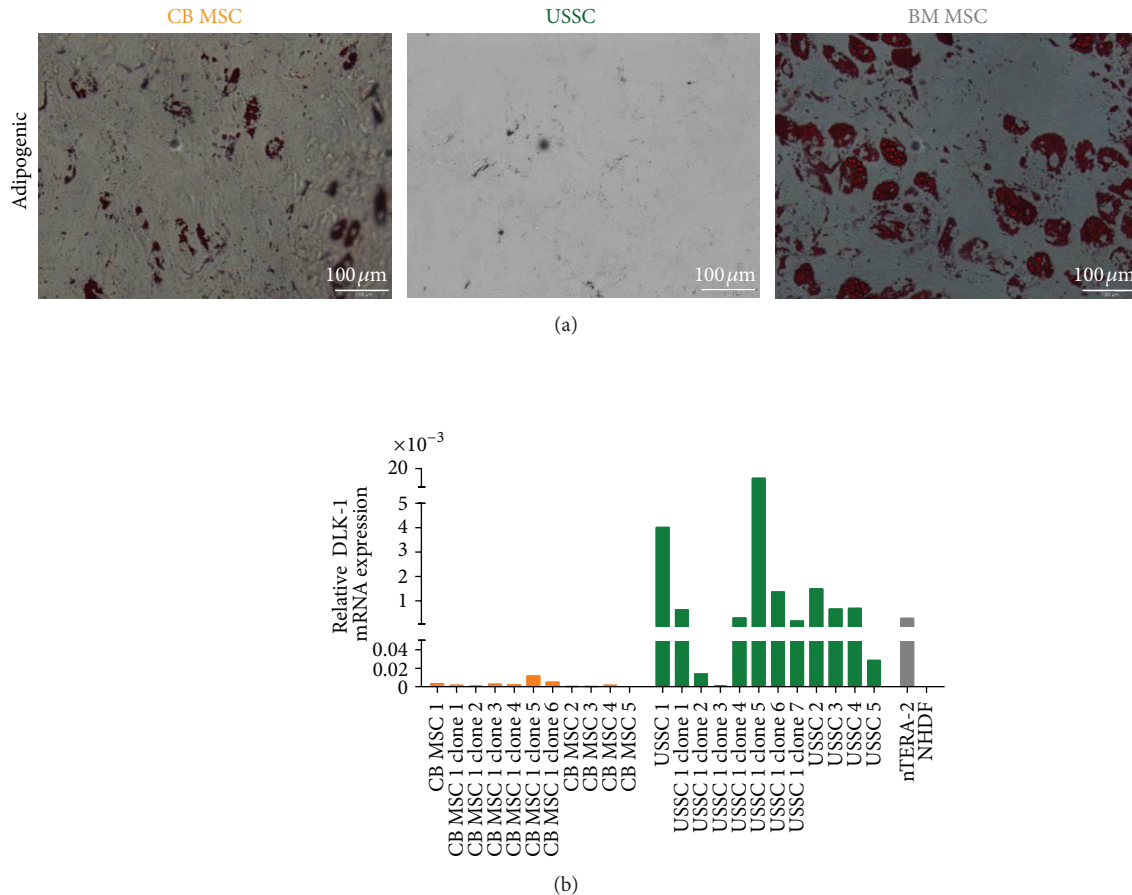 CB MSC
USSC
BM MSC
Adipogenic
100 μm
100 μm
100 μm
(a)
×10⁻³
Relative DLK-1
mRNA expression
20
5
4
3
2
1
0.04
0.02
0
CB MSC 1
CB MSC 1 clone 1
CB MSC 1 clone 2
CB MSC 1 clone 3
CB MSC 1 clone 4
CB MSC 1 clone 5
CB MSC 1 clone 6
CB MSC 2
CB MSC 3
CB MSC 4
CB MSC 5
USSC 1
USSC 1 clone 1
USSC 1 clone 2
USSC 1 clone 3
USSC 1 clone 4
USSC 1 clone 5
USSC 1 clone 6
USSC 1 clone 7
USSC 2
USSC 3
USSC 4
USSC 5
nTERA-2
NHDF
(b)